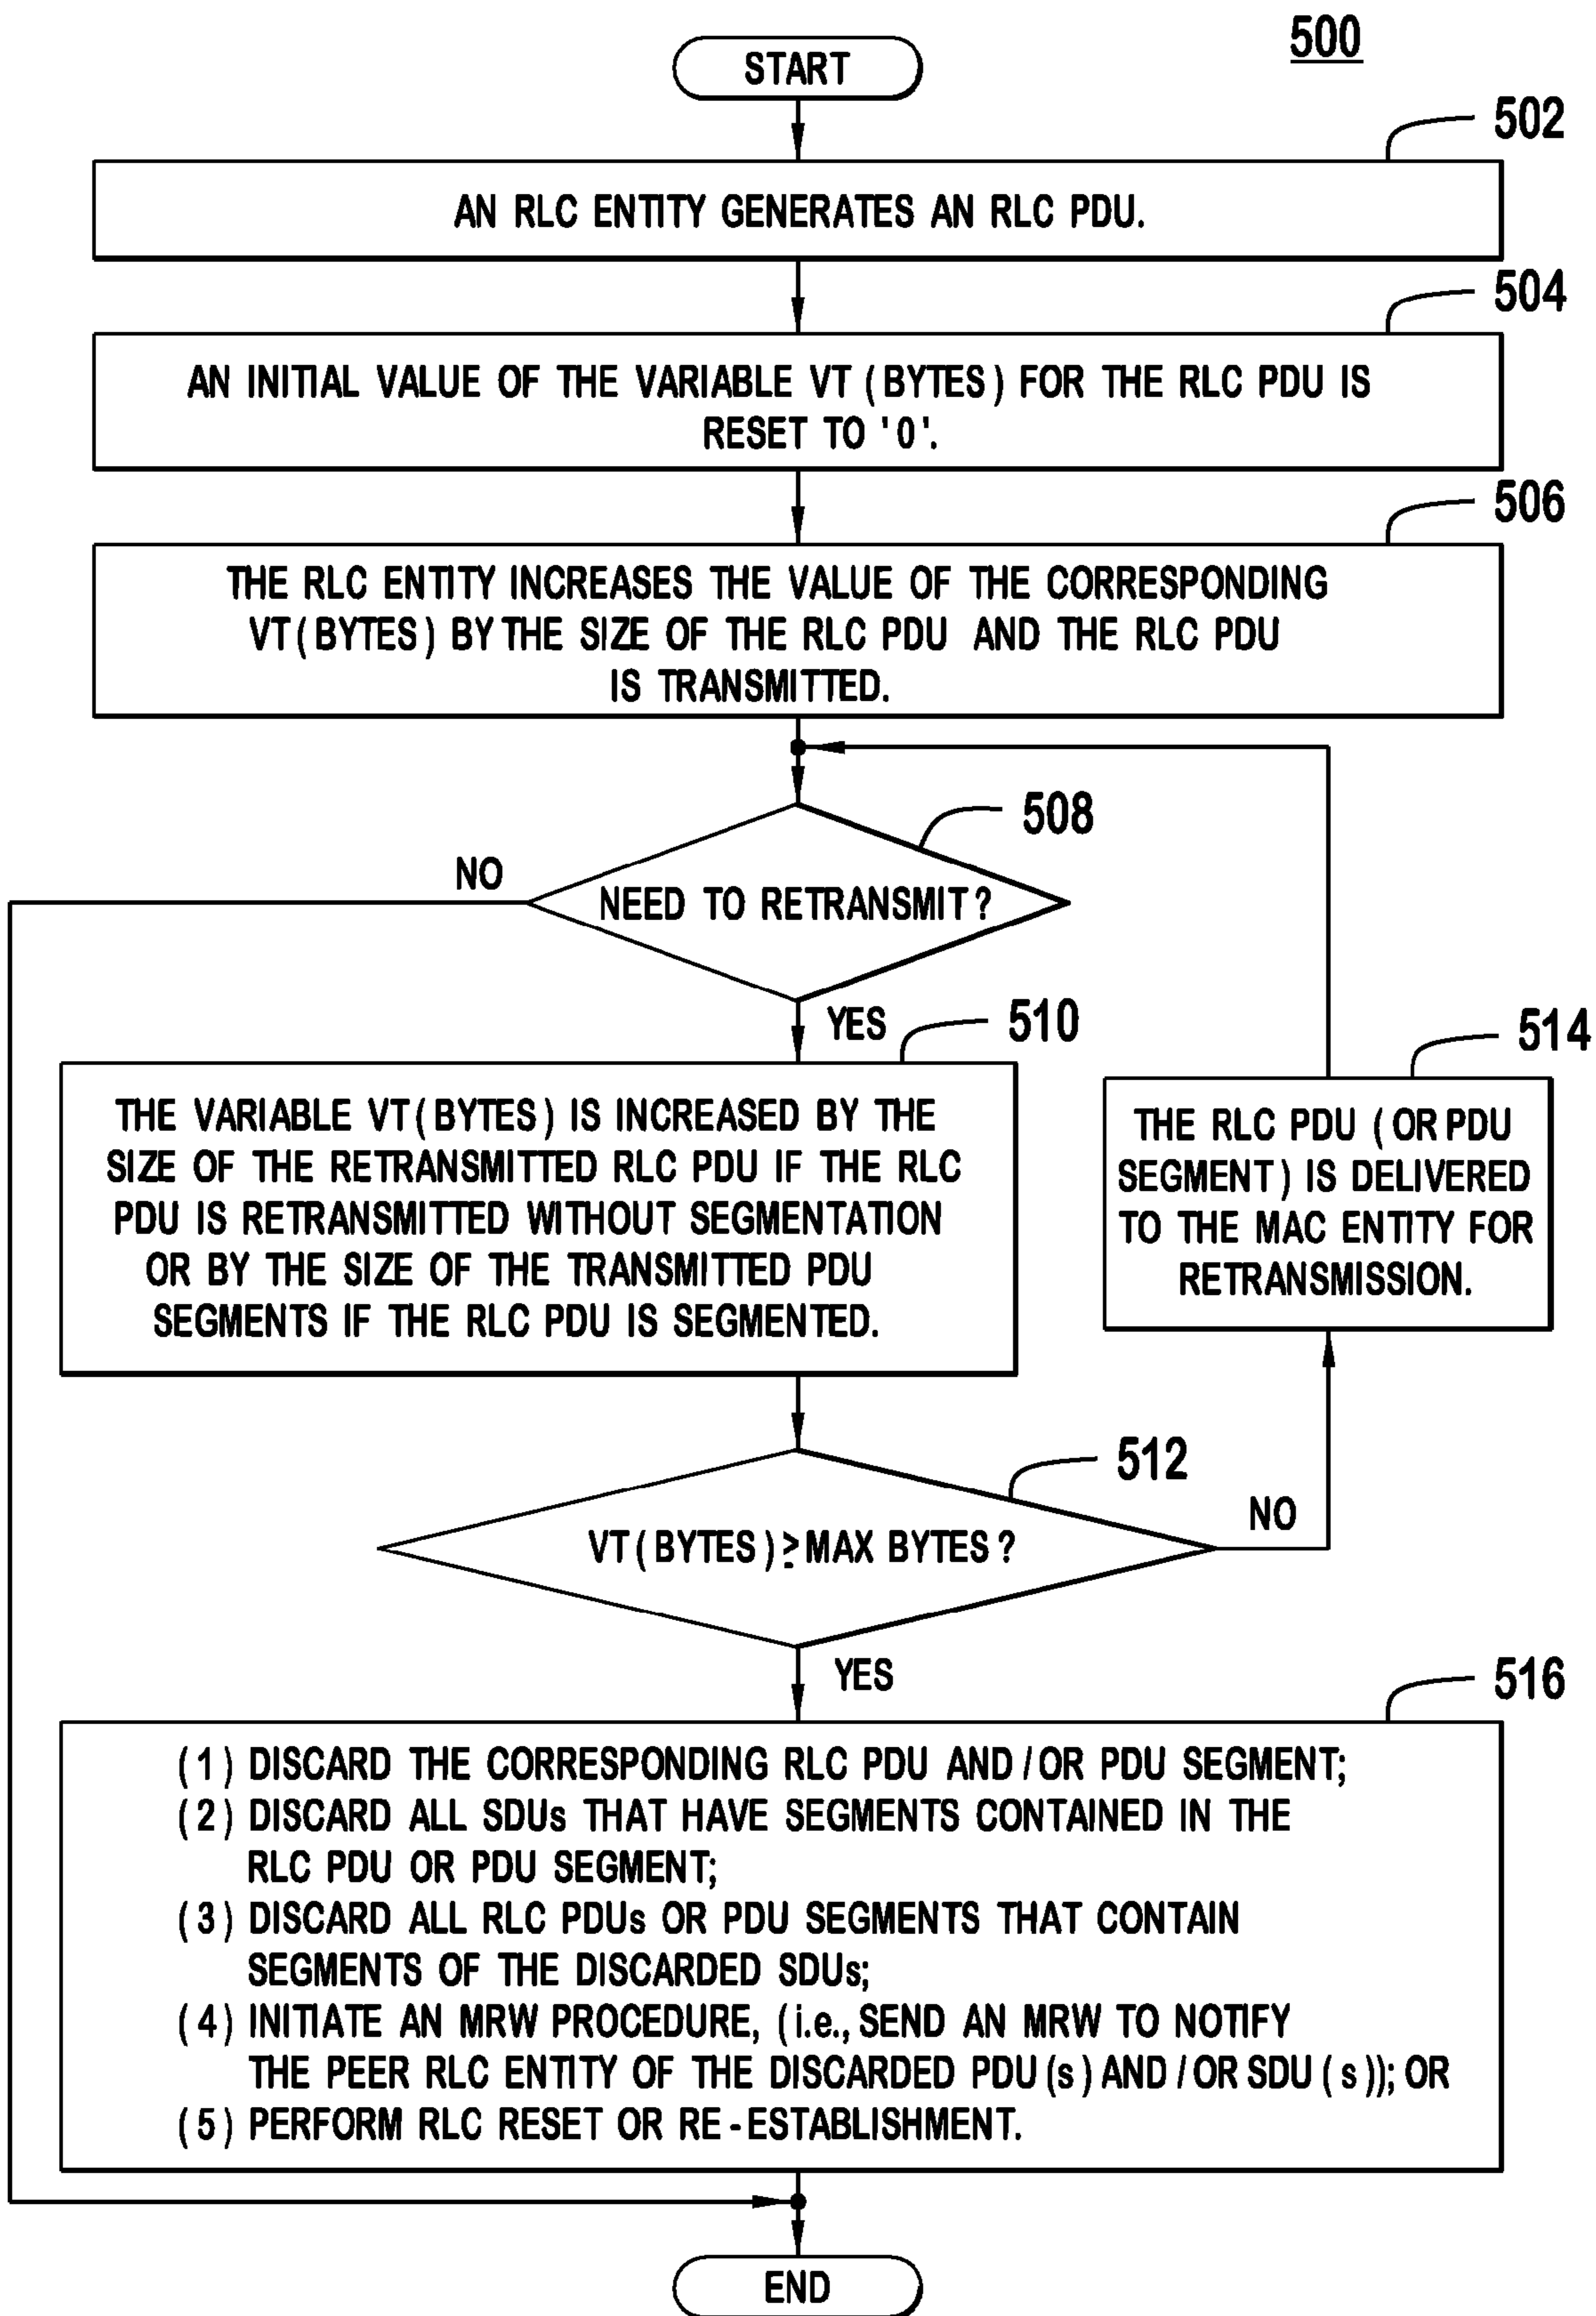 500
START
502
AN RLC ENTITY GENERATES AN RLC PDU.
504
AN INITIAL VALUE OF THE VARIABLE VT (BYTES) FOR THE RLC PDU IS
RESET TO '0'.
506
THE RLC ENTITY INCREASES THE VALUE OF THE CORRESPONDING
VT(BYTES) BY THE SIZE OF THE RLC PDU AND THE RLC PDU
IS TRANSMITTED.
508
NO
NEED TO RETRANSMIT?
YES
510
THE VARIABLE VT(BYTES) IS INCREASED BY THE
SIZE OF THE RETRANSMITTED RLC PDU IF THE RLC
PDU IS RETRANSMITTED WITHOUT SEGMENTATION
OR BY THE SIZE OF THE TRANSMITTED PDU
SEGMENTS IF THE RLC PDU IS SEGMENTED.
514
THE RLC PDU (OR PDU
SEGMENT) IS DELIVERED
TO THE MAC ENTITY FOR
RETRANSMISSION.
512
VT(BYTES)≥MAX BYTES?
NO
YES
516
(1) DISCARD THE CORRESPONDING RLC PDU AND/OR PDU SEGMENT;
(2) DISCARD ALL SDUs THAT HAVE SEGMENTS CONTAINED IN THE
RLC PDU OR PDU SEGMENT;
(3) DISCARD ALL RLC PDUs OR PDU SEGMENTS THAT CONTAIN
SEGMENTS OF THE DISCARDED SDUs;
(4) INITIATE AN MRW PROCEDURE, (i.e., SEND AN MRW TO NOTIFY
THE PEER RLC ENTITY OF THE DISCARDED PDU(s) AND/OR SDU(s)); OR
(5) PERFORM RLC RESET OR RE-ESTABLISHMENT.
END